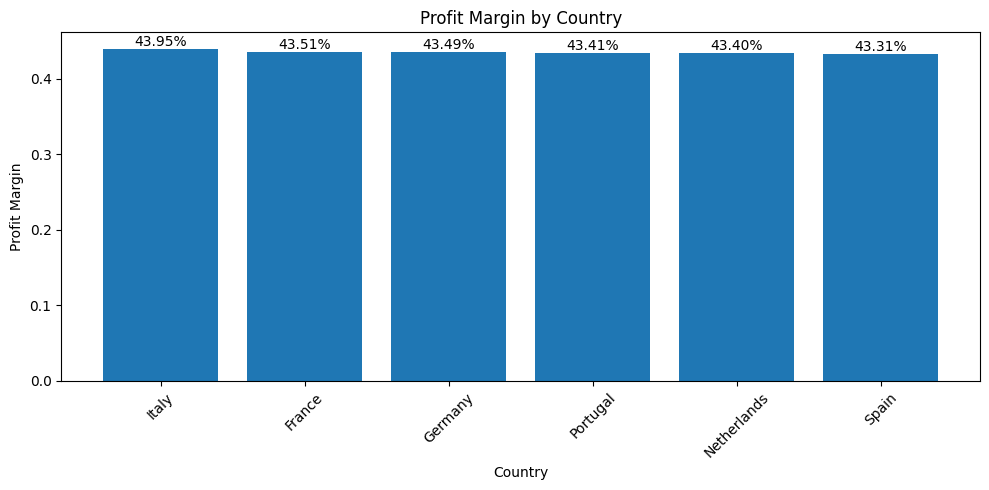 Profit Margin by Country
43.95%
43.51%
43.49%
43.41%
43.40%
43.31%
0.4
0.3
0.2
0.1
0.0
Profit Margin
Italy
France
Germany
Portugal
Netherlands
Spain
Country